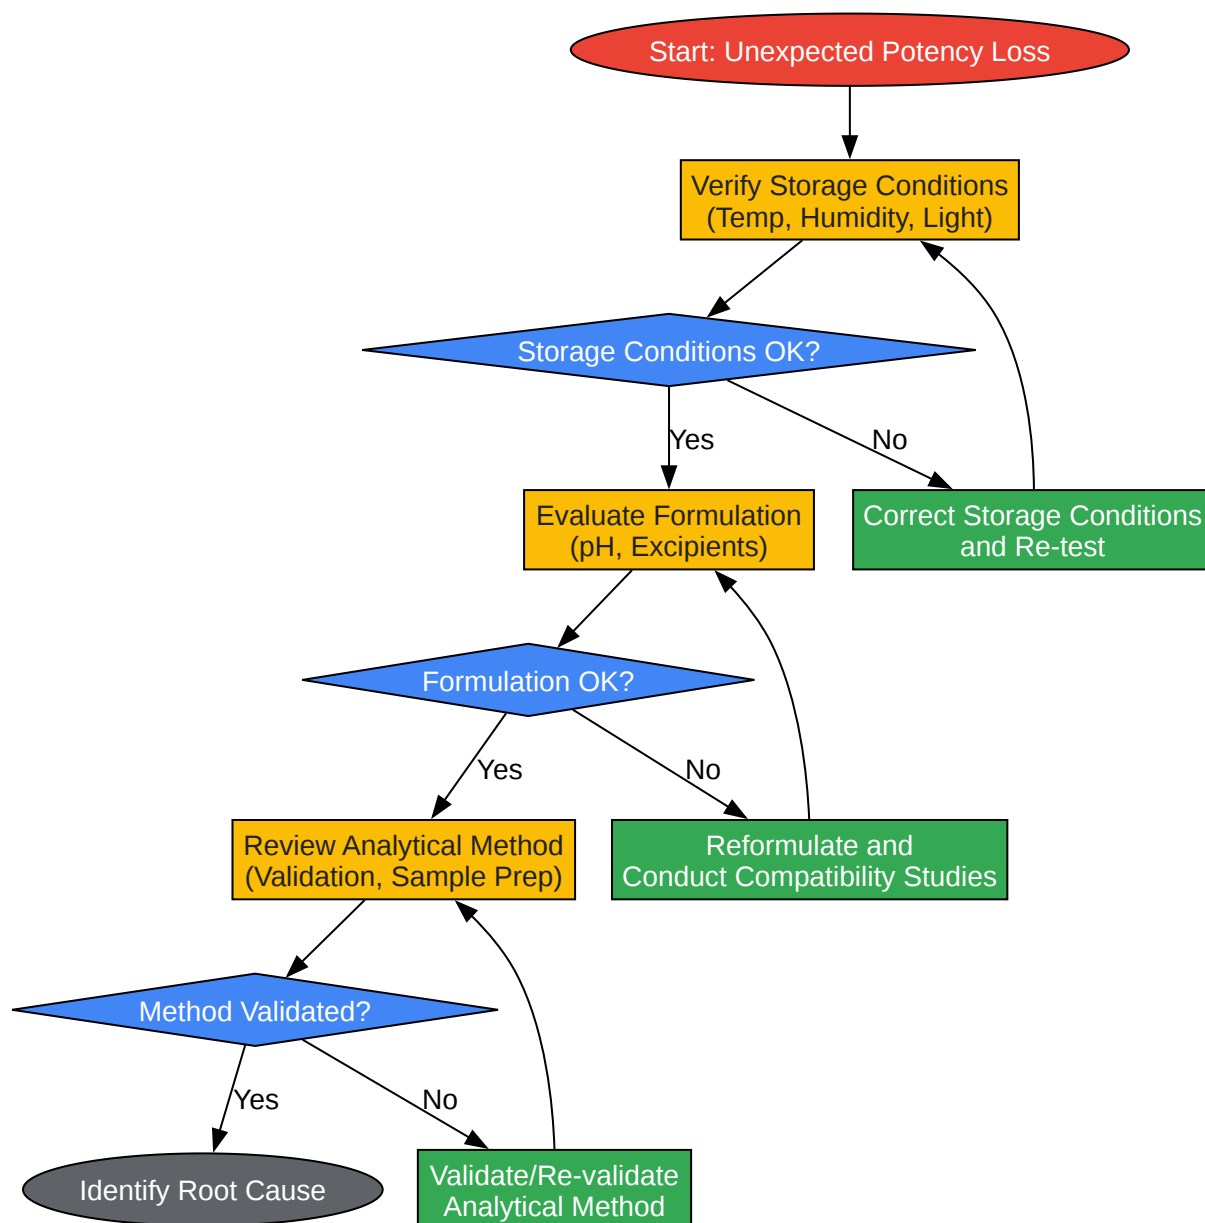 Start: Unexpected Potency Loss
Verify Storage Conditions
(Temp, Humidity, Light)
Storage Conditions OK?
Yes
No
Evaluate Formulation
(pH, Excipients)
Correct Storage Conditions
and Re-test
Formulation OK?
Yes
No
Review Analytical Method
(Validation, Sample Prep)
Reformulate and
Conduct Compatibility Studies
Method Validated?
Yes
No
Identify Root Cause
Validate/Re-validate
Analytical Method